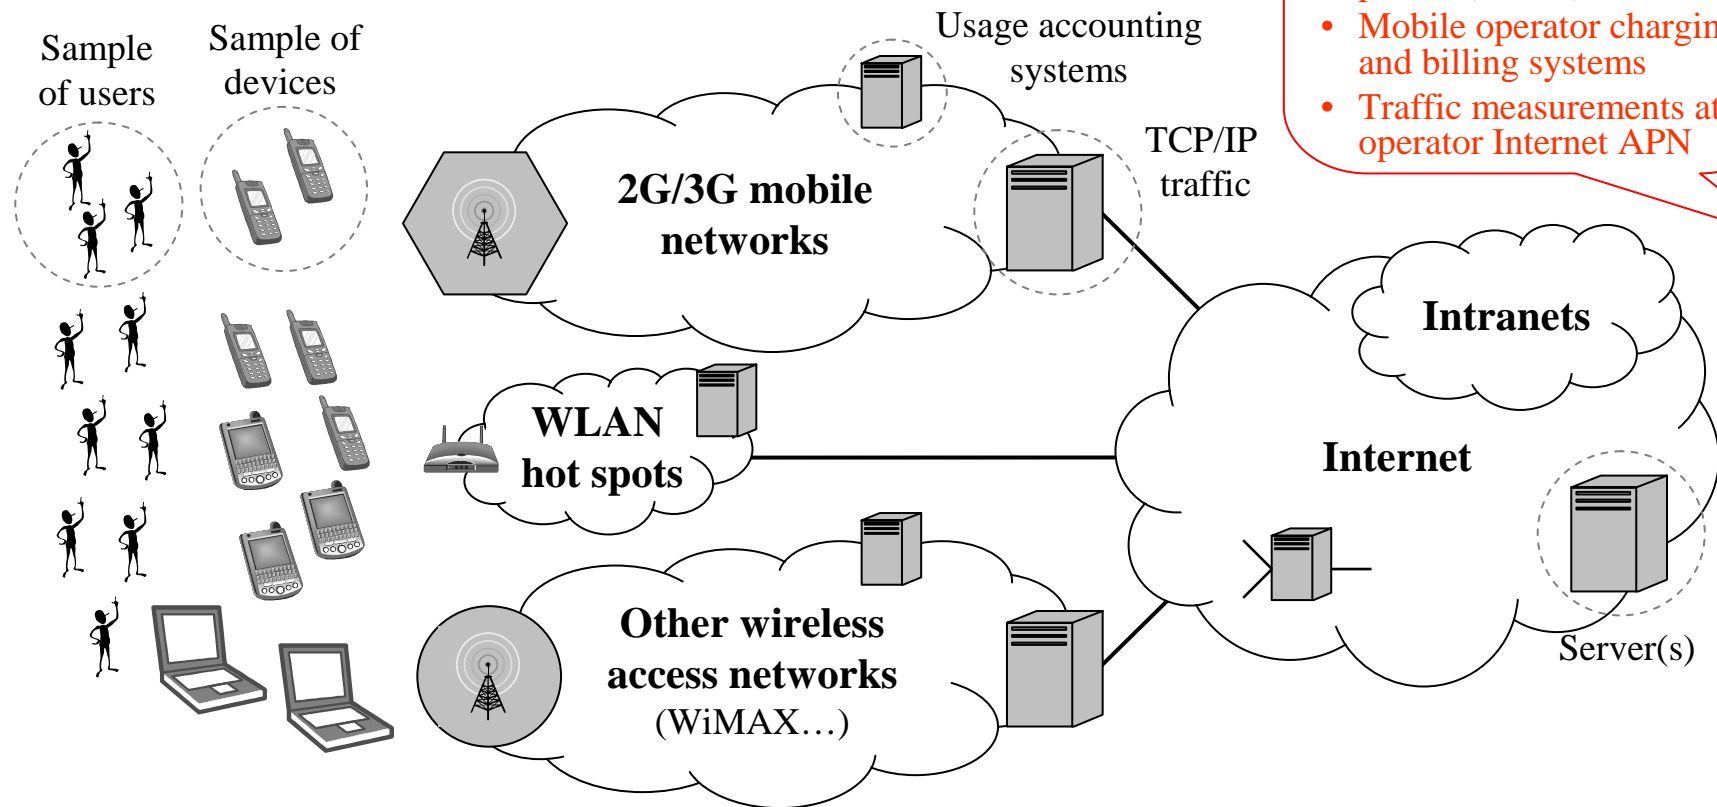 Sample
of users
Sample of
devices
Usage accounting
systems
TCP/IP
traffic
• Mobile operator
and billing systems
• Traffic measurements at
operator Internet APN
2G/3G mobile
networks
Intranets
WLAN
hot spots
Internet
Other wireless
access networks
(WiMAX…)
Server(s)